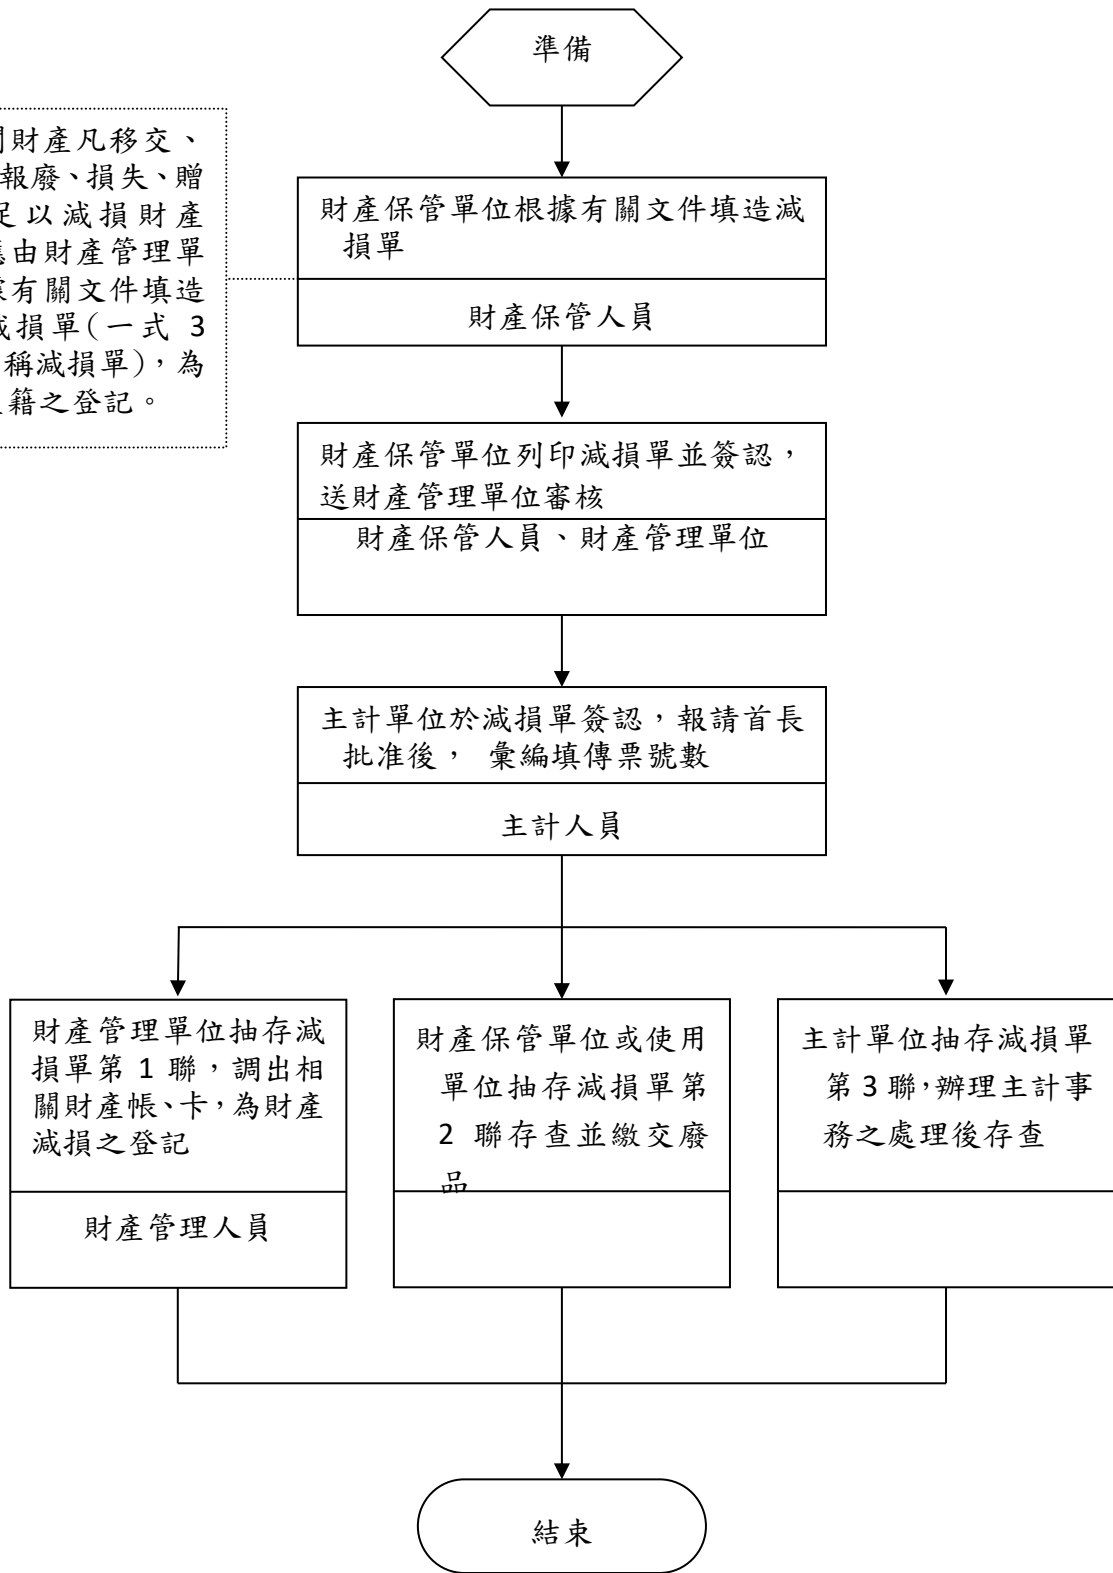 準備
財產凡移交、
報廢、損失、贈
足以減損財產
由財產管理單
有關文件填造
減損單(一式 3
稱減損單)，為
籍之登記。
財產保管單位根據有關文件填造減
損單
財產保管人員
財產保管單位列印減損單並簽認，
送財產管理單位審核
財產保管人員、財產管理單位
主計單位於減損單簽認，報請首長
批准後， 彙編填傳票號數
主計人員
財產管理單位抽存減
損單第 1 聯，調出相
關財產帳、卡，為財產
減損之登記
財產管理人員
財產保管單位或使用
單位抽存減損單第
2 聯存查並繳交廢
品
主計單位抽存減損單
第 3 聯，辦理主計事
務之處理後存查
結束